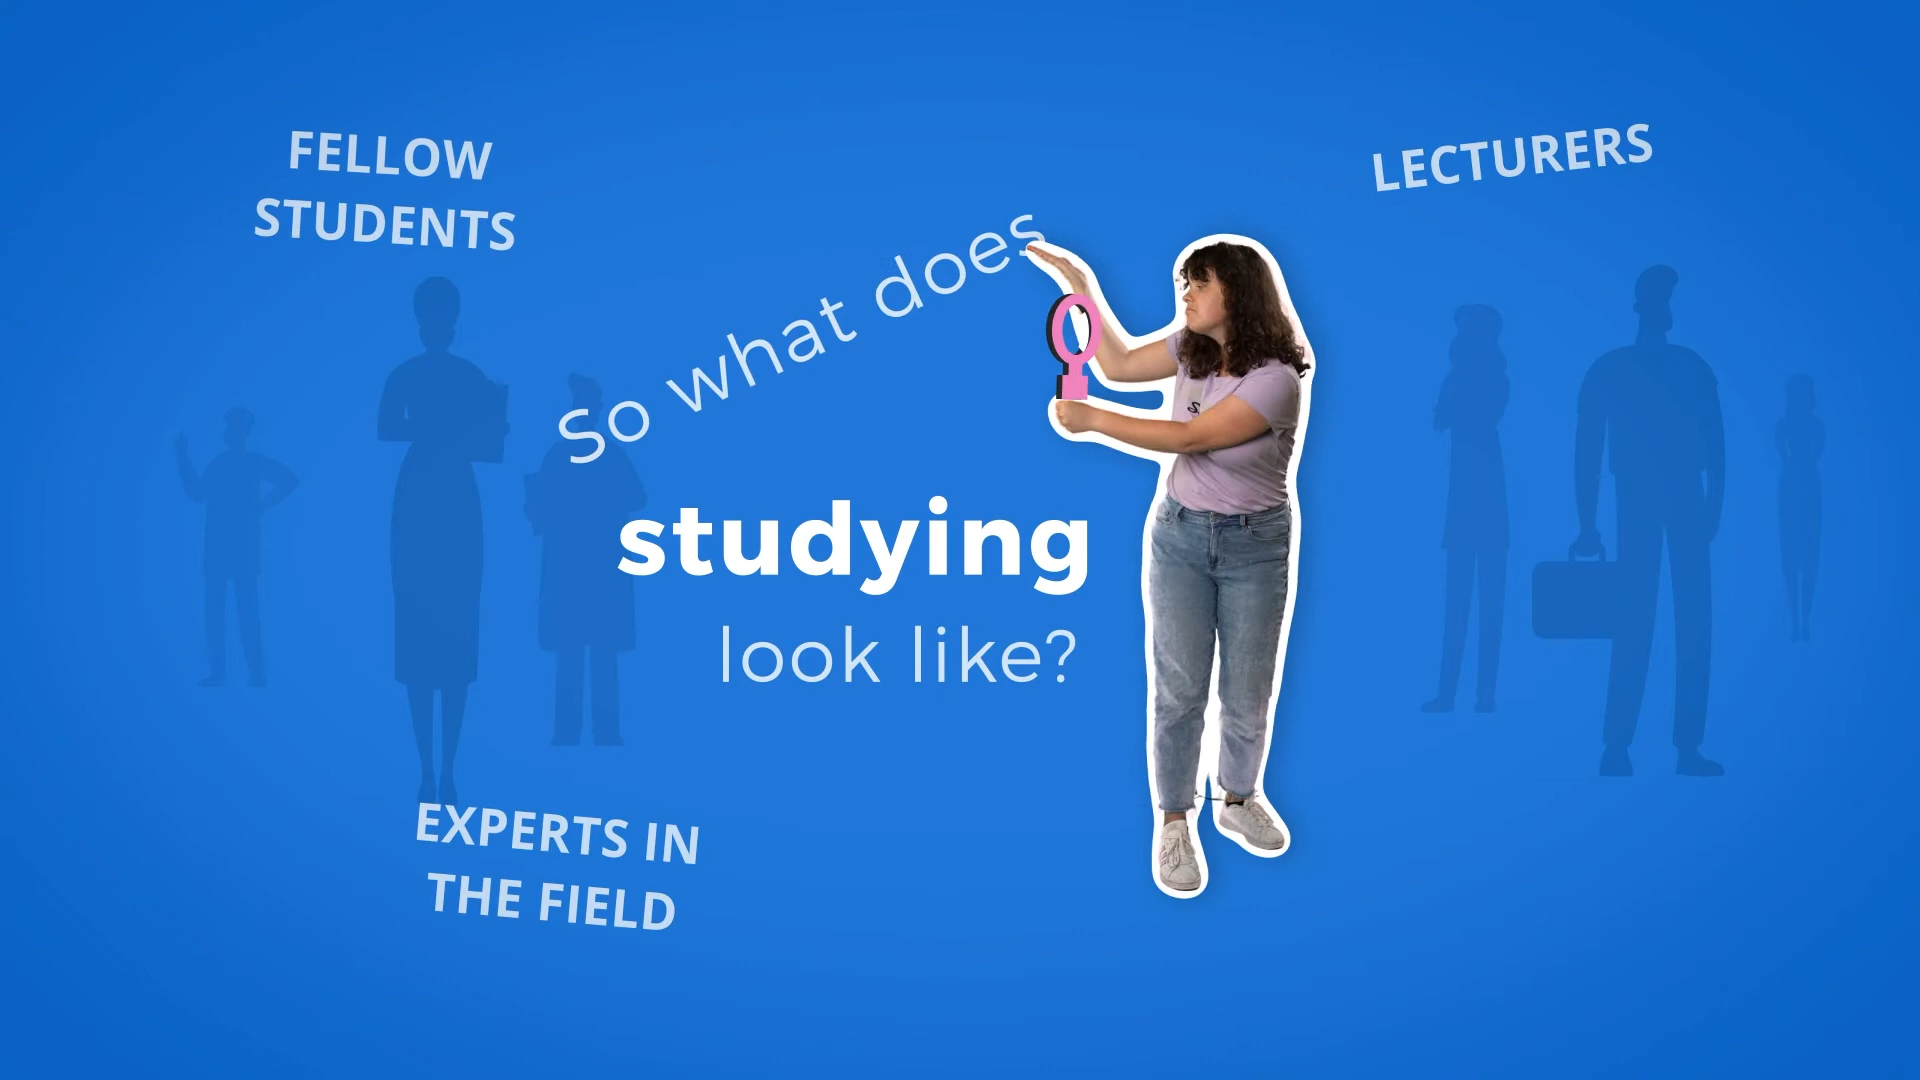 FELLOW
STUDENTS
LECTURERS
So what does
studying
look like?
EXPERTS IN
THE FIELD